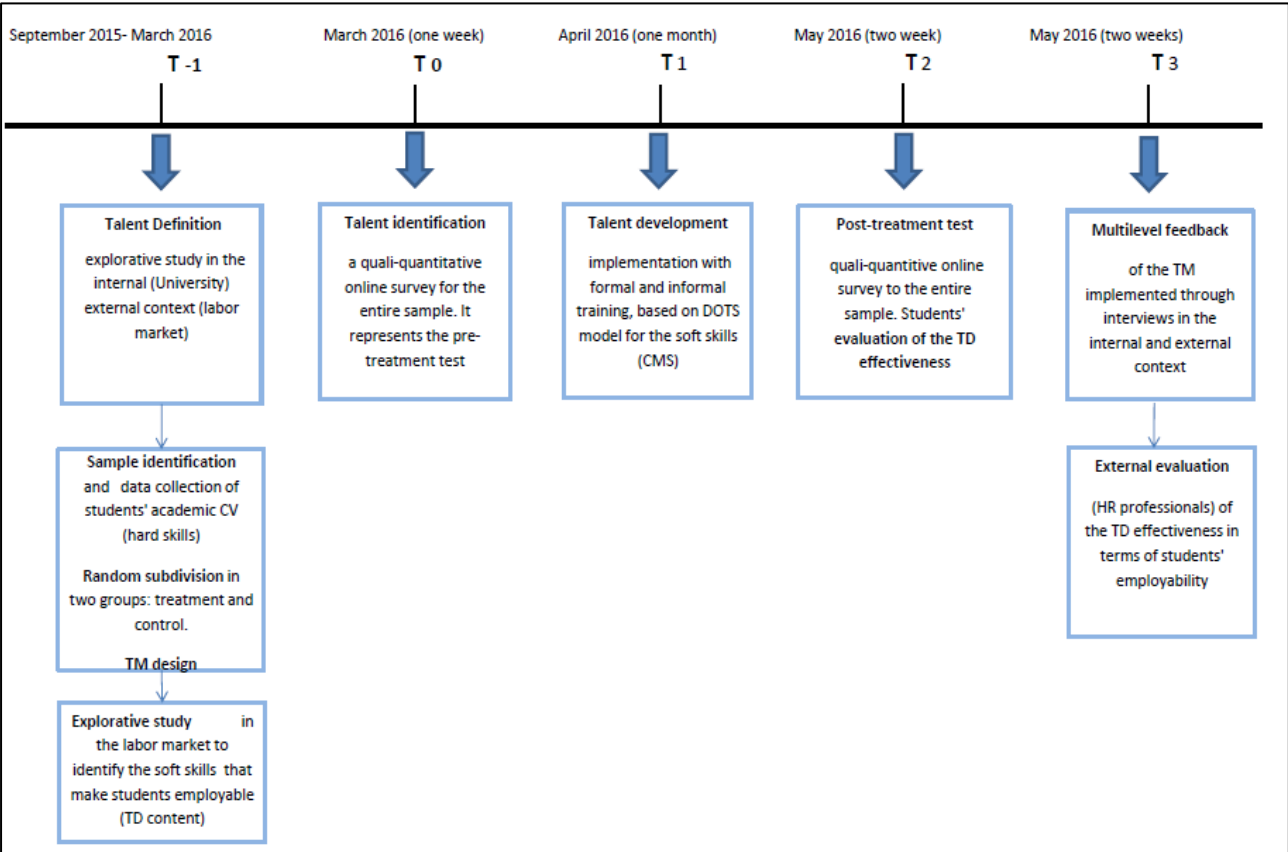 September 2015- March 2016
March 2016 (one week)
April 2016 (one month)
May 2016 (two week)
May 2016 (two weeks)
T -1
T 0
T 1
T 2
T 3
Talent Definition
explorative study in the
internal (University)
external context (labor
market)
Sample identification
and data collection of
students' academic CV
(hard skills)
Random subdivision in
two groups: treatment and
control.
TM design
Explorative study in
the labor market to
identify the soft skills that
make students employable
(TD content)
Talent identification
a quali-quantitative
online survey for the
entire sample. It
represents the pre-
treatment test
Talent development
implementation with
formal and informal
training, based on DOTS
model for the soft skills
(CMS)
Post-treatment test
quali-quantitive online
survey to the entire
sample. Students'
evaluation of the TD
effectiveness
Multilevel feedback
of the TM
implemented through
interviews in the
internal and external
context
External evaluation
(HR professionals) of
the TD effectiveness in
terms of students'
employability